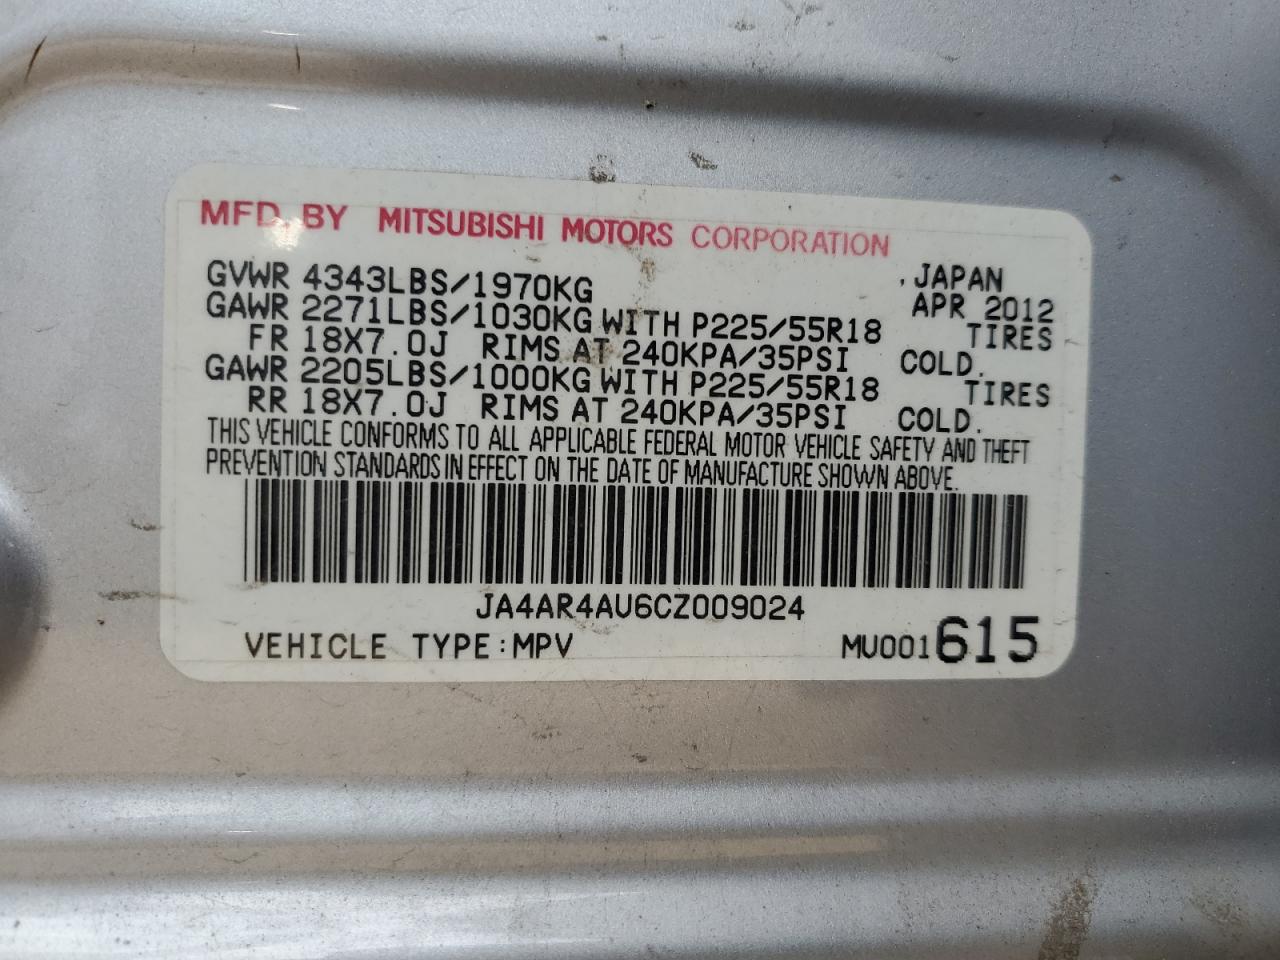 MFD. BY MITSUBISHI MOTORS CORPORATION
GVWR 4343LBS/1970KG , JAPAN
GAWR 2271LBS/1030KG WITH P225/55R18 APR 2012
FR 18X7.0J RIMS AT 240KPA/35PSI TIRES COLD.
GAWR 2205LBS/1000KG WITH P225/55R18 TIRES
RR 18X7.0J RIMS AT 240KPA/35PSI COLD.
THIS VEHICLE CONFORMS TO ALL APPLICABLE FEDERAL MOTOR VEHICLE SAFETY AND THEFT
PREVENTION STANDARDS IN EFFECT ON THE DATE OF MANUFACTURE SHOWN ABOVE.
JA4AR4AU6CZ009024
VEHICLE TYPE:MPV MU001615